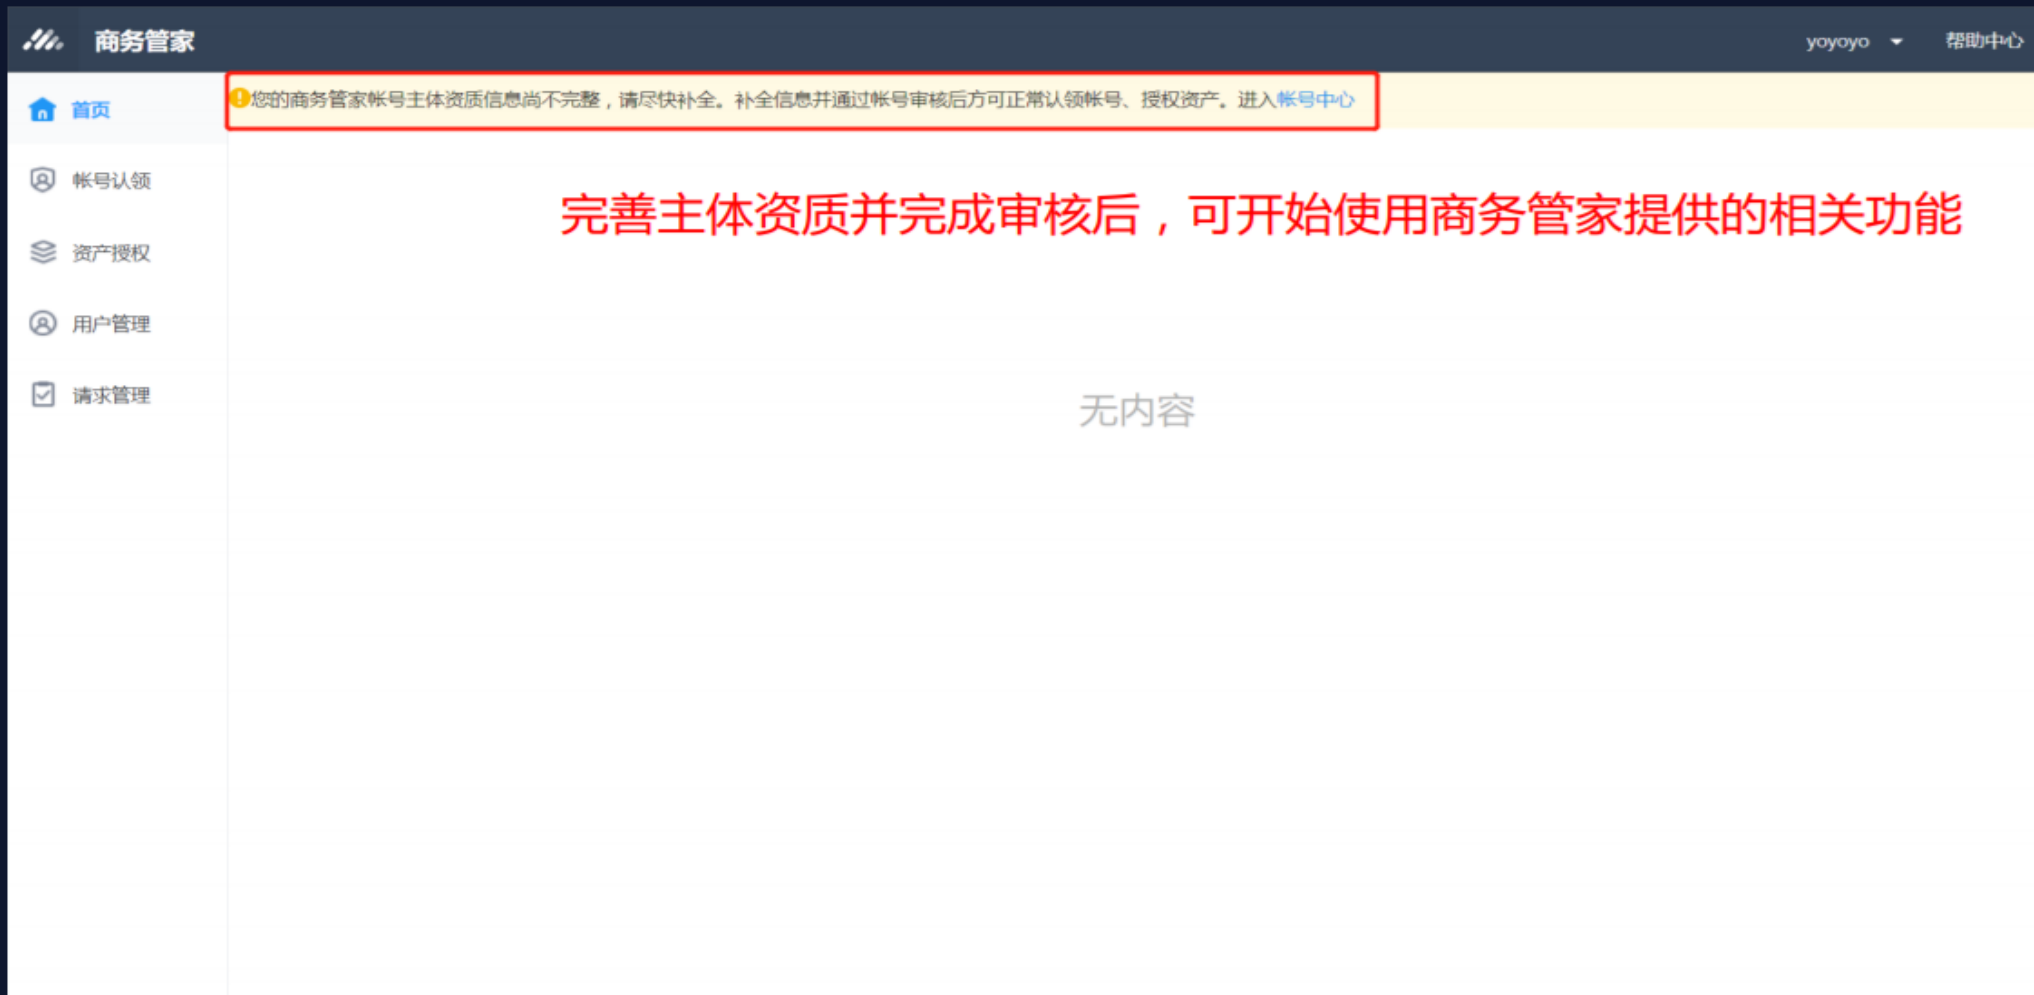 商务管家
yoyoyo
帮助中心
首页
您的商务管家帐号主体资质信息尚不完整，请尽快补全。补全信息并通过帐号审核后方可正常认领帐号、授权资产。进入帐号中心
帐号认领
完善主体资质并完成审核后，可开始使用商务管家提供的相关功能
资产授权
用户管理
请求管理
无内容